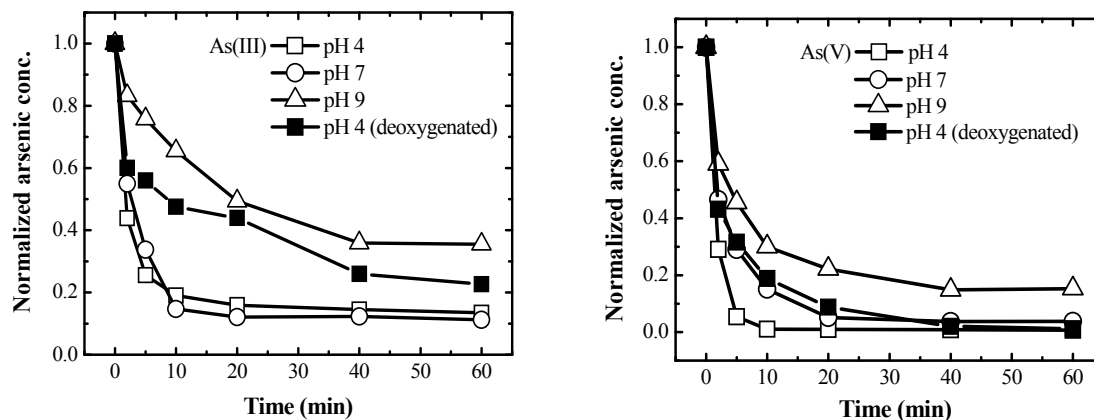 As(III)
pH 4
pH 7
pH 9
pH 4 (deoxygenated)
Normalized arsenic conc.
1.0
0.8
0.6
0.4
0.2
0.0
0 10 20 30 40 50 60
Time (min)
As(V)
pH 4
pH 7
pH 9
pH 4 (deoxygenated)
Normalized arsenic conc.
1.0
0.8
0.6
0.4
0.2
0.0
0 10 20 30 40 50 60
Time (min)